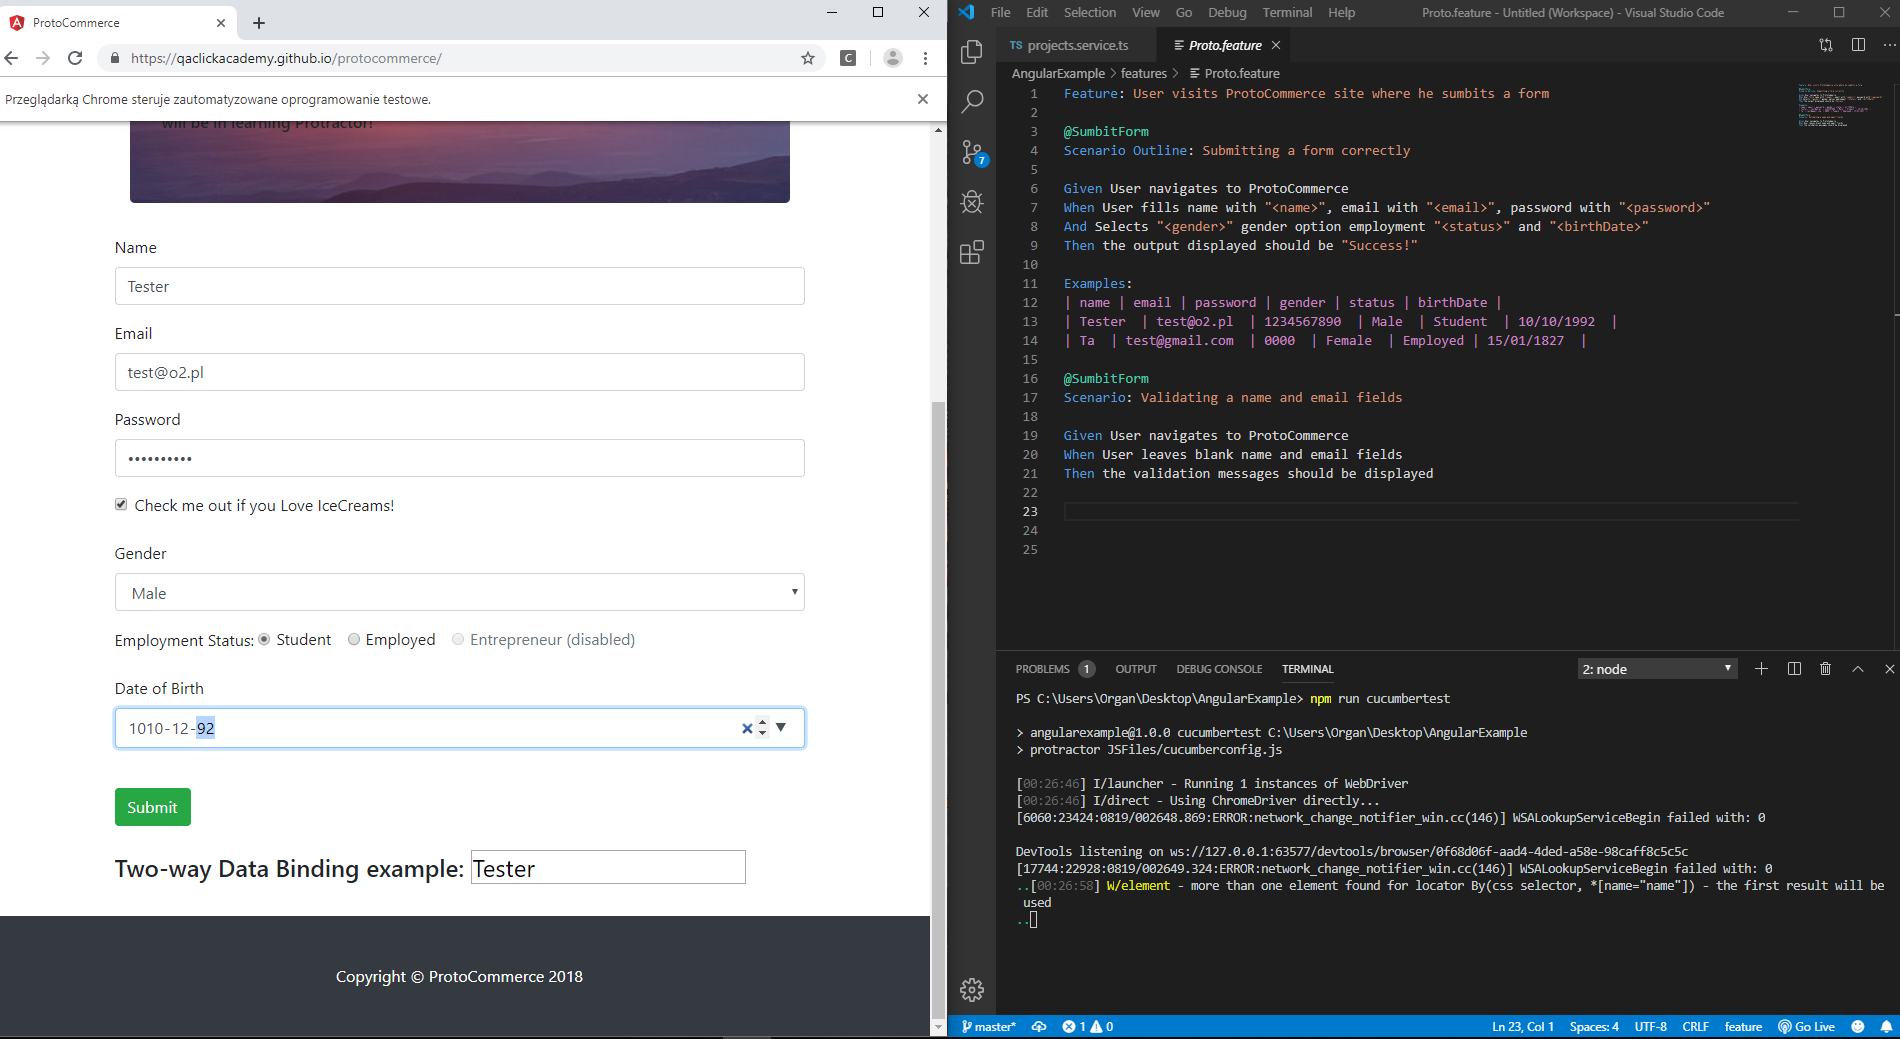 ProtoCommerce
https://qaclickacademy.github.io/protocommerce/
C
Przeglądarką Chrome steruje zautomatyzowane oprogramowanie testowe.
will be in learning Protractor!
Name
Tester
Email
test@o2.pl
Password
••••••••••
Check me out if you Love IceCreams!
Gender
Male
Employment Status: Student Employed Entrepreneur (disabled)
Date of Birth
1010-12-92
Submit
Two-way Data Binding example: Tester
Copyright © ProtoCommerce 2018
File Edit Selection View Go Debug Terminal Help Proto.feature - Untitled (Workspace) - Visual Studio Code
TS projects.service.ts Proto.feature
AngularExample > features > Proto.feature
7
1 Feature: User visits ProtoCommerce site where he sumbits a form
2
3 @SumbitForm
4 Scenario Outline: Submitting a form correctly
5
6 Given User navigates to ProtoCommerce
7 When User fills name with "<name>", email with "<email>", password with "<password>"
8 And Selects "<gender>" gender option employment "<status>" and "<birthDate>"
9 Then the output displayed should be "Success!"
10
11 Examples:
12 | name | email | password | gender | status | birthDate |
13 | Tester | test@o2.pl | 1234567890 | Male | Student | 10/10/1992 |
14 | Ta | test@gmail.com | 0000 | Female | Employed | 15/01/1827 |
15
16 @SumbitForm
17 Scenario: Validating a name and email fields
18
19 Given User navigates to ProtoCommerce
20 When User leaves blank name and email fields
21 Then the validation messages should be displayed
22
23
24
25
PROBLEMS 1 OUTPUT DEBUG CONSOLE TERMINAL 2: node
PS C:\Users\Organ\Desktop\AngularExample> npm run cucumbertest
> angularexample@1.0.0 cucumbertest C:\Users\Organ\Desktop\AngularExample
> protractor JSFiles/cucumberconfig.js
[00:26:46] I/launcher - Running 1 instances of WebDriver
[00:26:46] I/direct - Using ChromeDriver directly...
[6060:23424:0819/002648.869:ERROR:network_change_notifier_win.cc(146)] WSALookupServiceBegin failed with: 0
DevTools listening on ws://127.0.0.1:63577/devtools/browser/0f68d06f-aad4-4ded-a58e-98caff8c5c5c
[17744:22928:0819/002649.324:ERROR:network_change_notifier_win.cc(146)] WSALookupServiceBegin failed with: 0
..[00:26:58] W/element - more than one element found for locator By(css selector, *[name="name"]) - the first result will be
used
..
master* 1 0 Ln 23, Col 1 Spaces: 4 UTF-8 CRLF feature Go Live